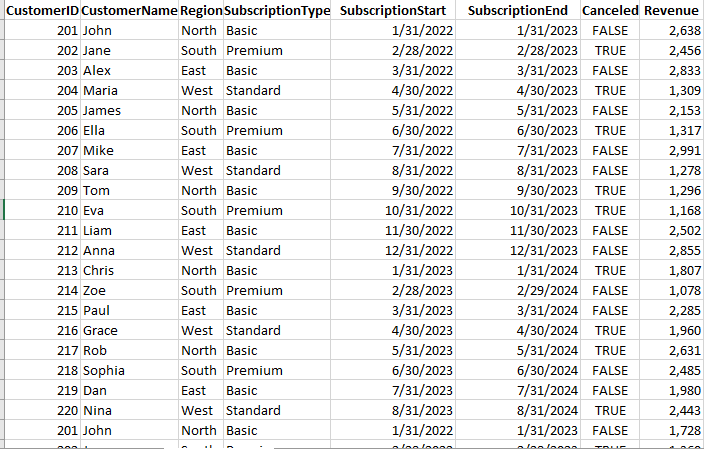 CustomerID CustomerName Region SubscriptionType SubscriptionStart SubscriptionEnd Canceled Revenue
201 John North Basic 1/31/2022 1/31/2023 FALSE 2,638
202 Jane South Premium 2/28/2022 2/28/2023 TRUE 2,456
203 Alex East Basic 3/31/2022 3/31/2023 FALSE 2,833
204 Maria West Standard 4/30/2022 4/30/2023 TRUE 1,309
205 James North Basic 5/31/2022 5/31/2023 FALSE 2,153
206 Ella South Premium 6/30/2022 6/30/2023 TRUE 1,317
207 Mike East Basic 7/31/2022 7/31/2023 FALSE 2,991
208 Sara West Standard 8/31/2022 8/31/2023 FALSE 1,278
209 Tom North Basic 9/30/2022 9/30/2023 TRUE 1,296
210 Eva South Premium 10/31/2022 10/31/2023 TRUE 1,168
211 Liam East Basic 11/30/2022 11/30/2023 FALSE 2,502
212 Anna West Standard 12/31/2022 12/31/2023 FALSE 2,855
213 Chris North Basic 1/31/2023 1/31/2024 TRUE 1,807
214 Zoe South Premium 2/28/2023 2/29/2024 FALSE 1,078
215 Paul East Basic 3/31/2023 3/31/2024 FALSE 2,285
216 Grace West Standard 4/30/2023 4/30/2024 TRUE 1,960
217 Rob North Basic 5/31/2023 5/31/2024 TRUE 2,631
218 Sophia South Premium 6/30/2023 6/30/2024 FALSE 2,485
219 Dan East Basic 7/31/2023 7/31/2024 FALSE 1,980
220 Nina West Standard 8/31/2023 8/31/2024 TRUE 2,443
201 John North Basic 1/31/2022 1/31/2023 FALSE 1,728